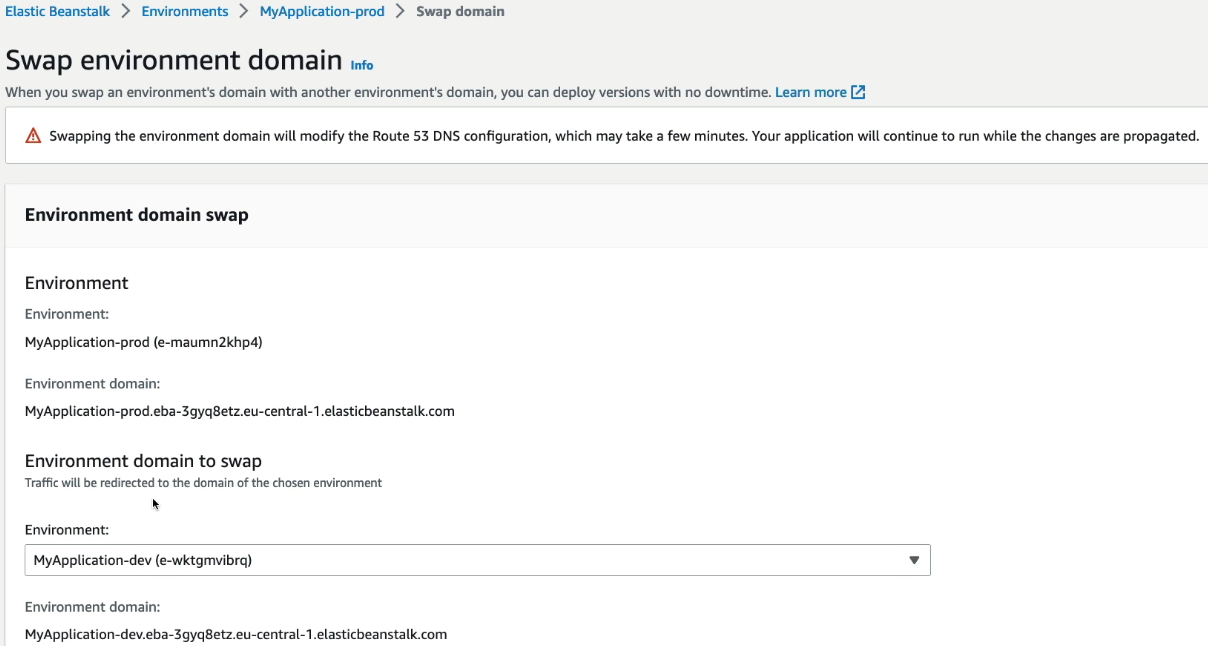 Elastic Beanstalk > Environments > MyApplication-prod > Swap domain
Swap environment domain Info
When you swap an environment's domain with another environment's domain, you can deploy versions with no downtime. Learn more
Swapping the environment domain will modify the Route 53 DNS configuration, which may take a few minutes. Your application will continue to run while the changes are propagated.
Environment domain swap
Environment
Environment:
MyApplication-prod (e-maumn2khp4)
Environment domain:
MyApplication-prod.eba-3gyq8etz.eu-central-1.elasticbeanstalk.com
Environment domain to swap
Traffic will be redirected to the domain of the chosen environment
Environment:
MyApplication-dev (e-wktgmvibrq)
Environment domain:
MyApplication-dev.eba-3gyq8etz.eu-central-1.elasticbeanstalk.com